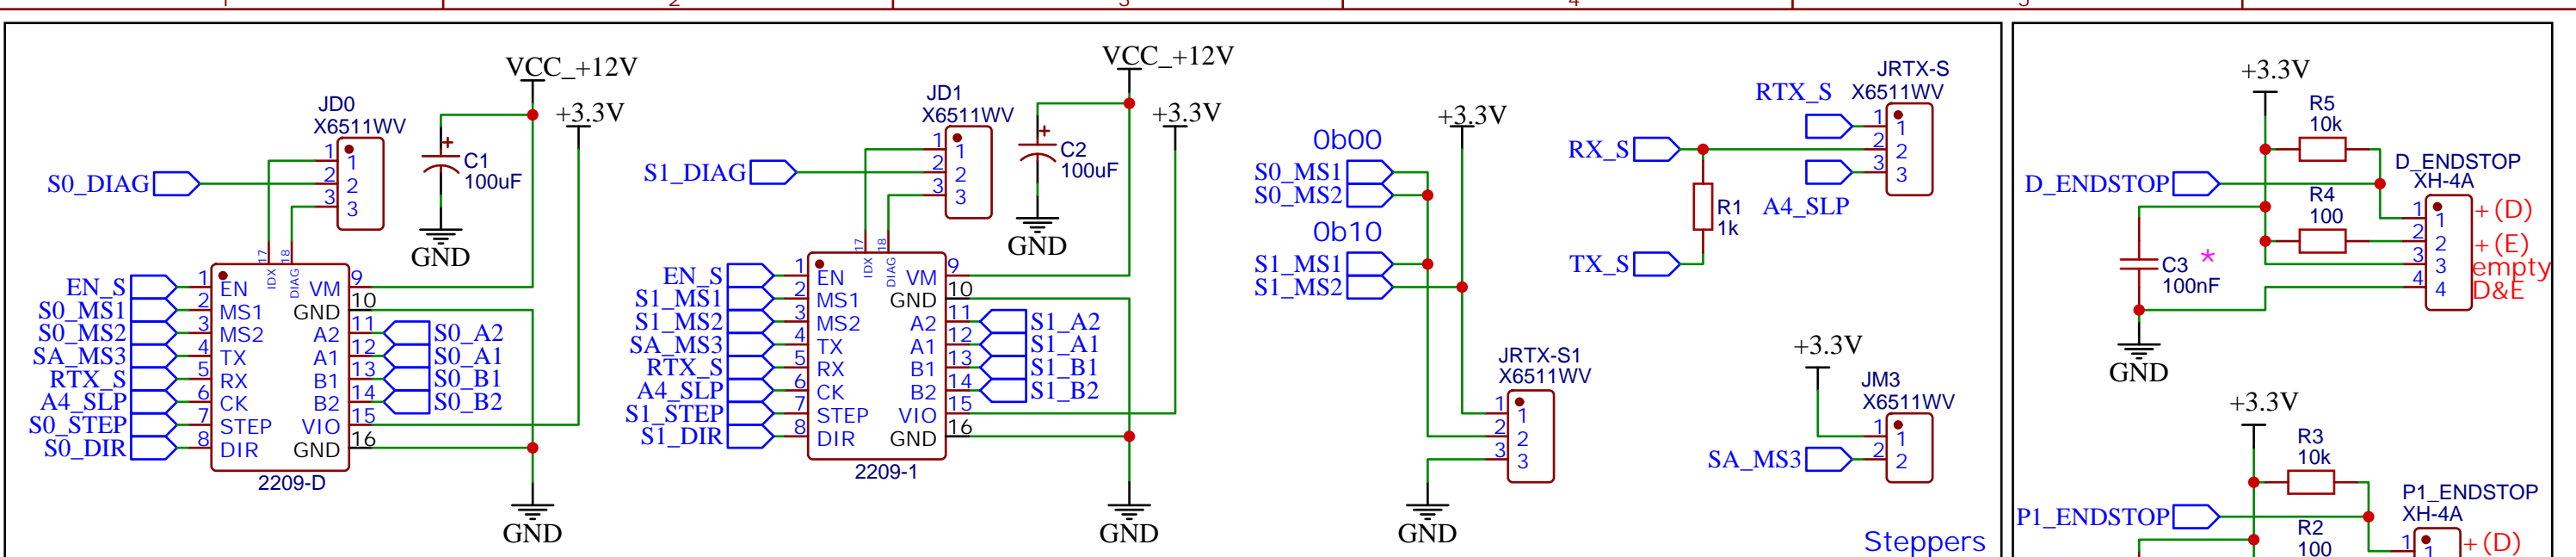 1 2 3 4 5
VCC_+12V
+3.3V
JD0
X6511WV
1 1
2 2
3 3
C1
100uF
+
GND
S0_DIAG
17 18
IDX DIAG
EN_S 1 EN
S0_MS1 2 MS1
S0_MS2 3 MS2
SA_MS3 4 TX
RTX_S 5 RX
A4_SLP 6 CK
S0_STEP 7 STEP
S0_DIR 8 DIR
VM 9
GND 10
A2 11 S0_A2
A1 12 S0_A1
B1 13 S0_B1
B2 14 S0_B2
VIO 15
GND 16
2209-D
GND
VCC_+12V
+3.3V
JD1
X6511WV
1 1
2 2
3 3
C2
100uF
+
GND
S1_DIAG
17 18
IDX DIAG
EN_S 1 EN
S1_MS1 2 MS1
S1_MS2 3 MS2
SA_MS3 4 TX
RTX_S 5 RX
A4_SLP 6 CK
S1_STEP 7 STEP
S1_DIR 8 DIR
VM 9
GND 10
A2 11 S1_A2
A1 12 S1_A1
B1 13 S1_B1
B2 14 S1_B2
VIO 15
GND 16
2209-1
GND
+3.3V
0b00
S0_MS1
S0_MS2
0b10
S1_MS1
S1_MS2
JRTX-S1
X6511WV
1 1
2 2
3 3
GND
JRTX-S
RTX_S X6511WV
1 1
RX_S 2 2
3 3
A4_SLP
R1
1k
TX_S
+3.3V
JM3
X6511WV
1 1
SA_MS3 2 2
Steppers
+3.3V
R5
10k
D_ENDSTOP
XH-4A
D_ENDSTOP
R4
100
1 1 +(D)
2 2 +(E)
3 3 empty
4 4 D&E
C3 *
100nF
GND
+3.3V
R3
10k
P1_ENDSTOP
XH-4A
P1_ENDSTOP
R2
100
1 1 +(D)